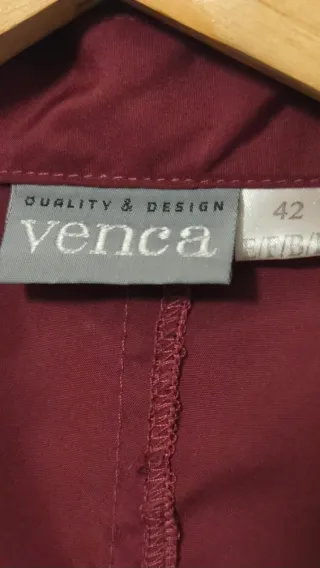 QUALITY & DESIGN
venca
42
E/F/B/